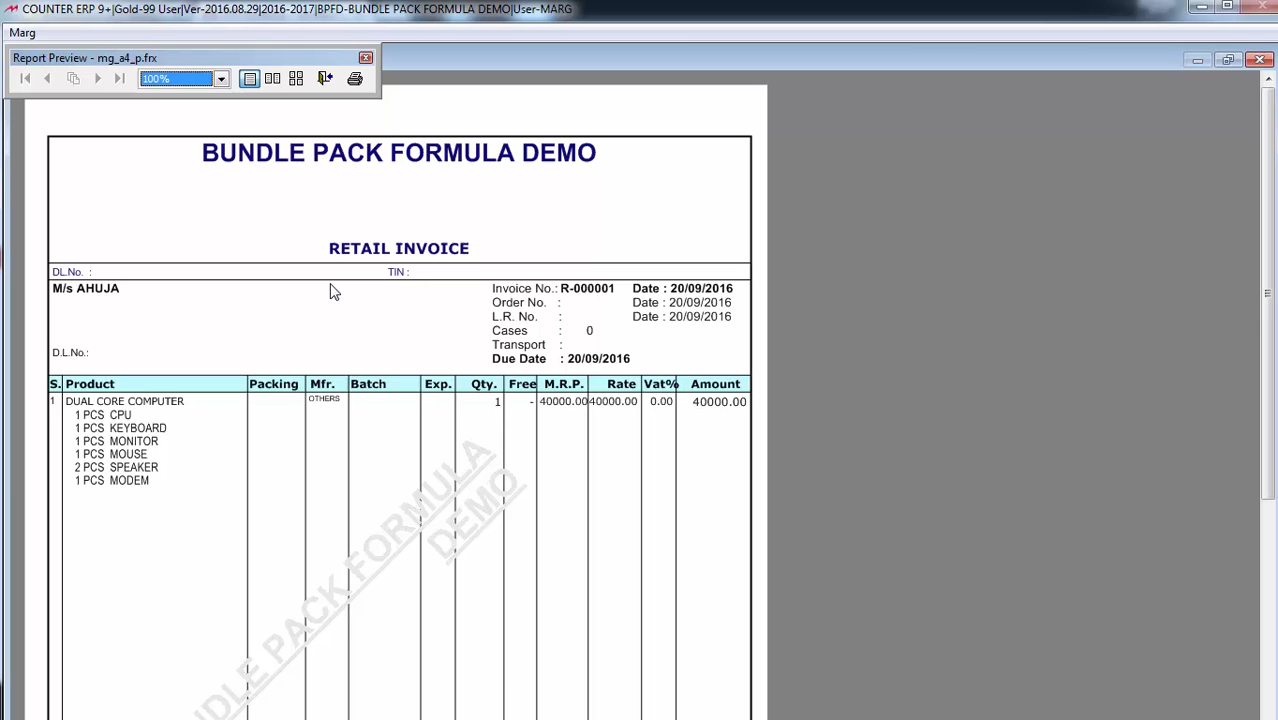 COUNTER ERP 9+|Gold-99 User|Ver-2016.08.29|2016-2017|BPFD-BUNDLE PACK FORMULA DEMO|User-MARG
Marg
Report Preview - mg_a4_p.frx
100%
BUNDLE PACK FORMULA DEMO
RETAIL INVOICE
DL.No. : TIN :
M/s AHUJA Invoice No.: R-000001 Date : 20/09/2016
Order No. : Date : 20/09/2016
L.R. No. : Date : 20/09/2016
Cases : 0
Transport :
D.L.No.: Due Date : 20/09/2016
S. Product Packing Mfr. Batch Exp. Qty. Free M.R.P. Rate Vat% Amount
1 DUAL CORE COMPUTER OTHERS 1 - 40000.00 40000.00 0.00 40000.00
1 PCS CPU
1 PCS KEYBOARD
1 PCS MONITOR
1 PCS MOUSE
2 PCS SPEAKER
1 PCS MODEM
NDLE PACK FORMULA
DEMO